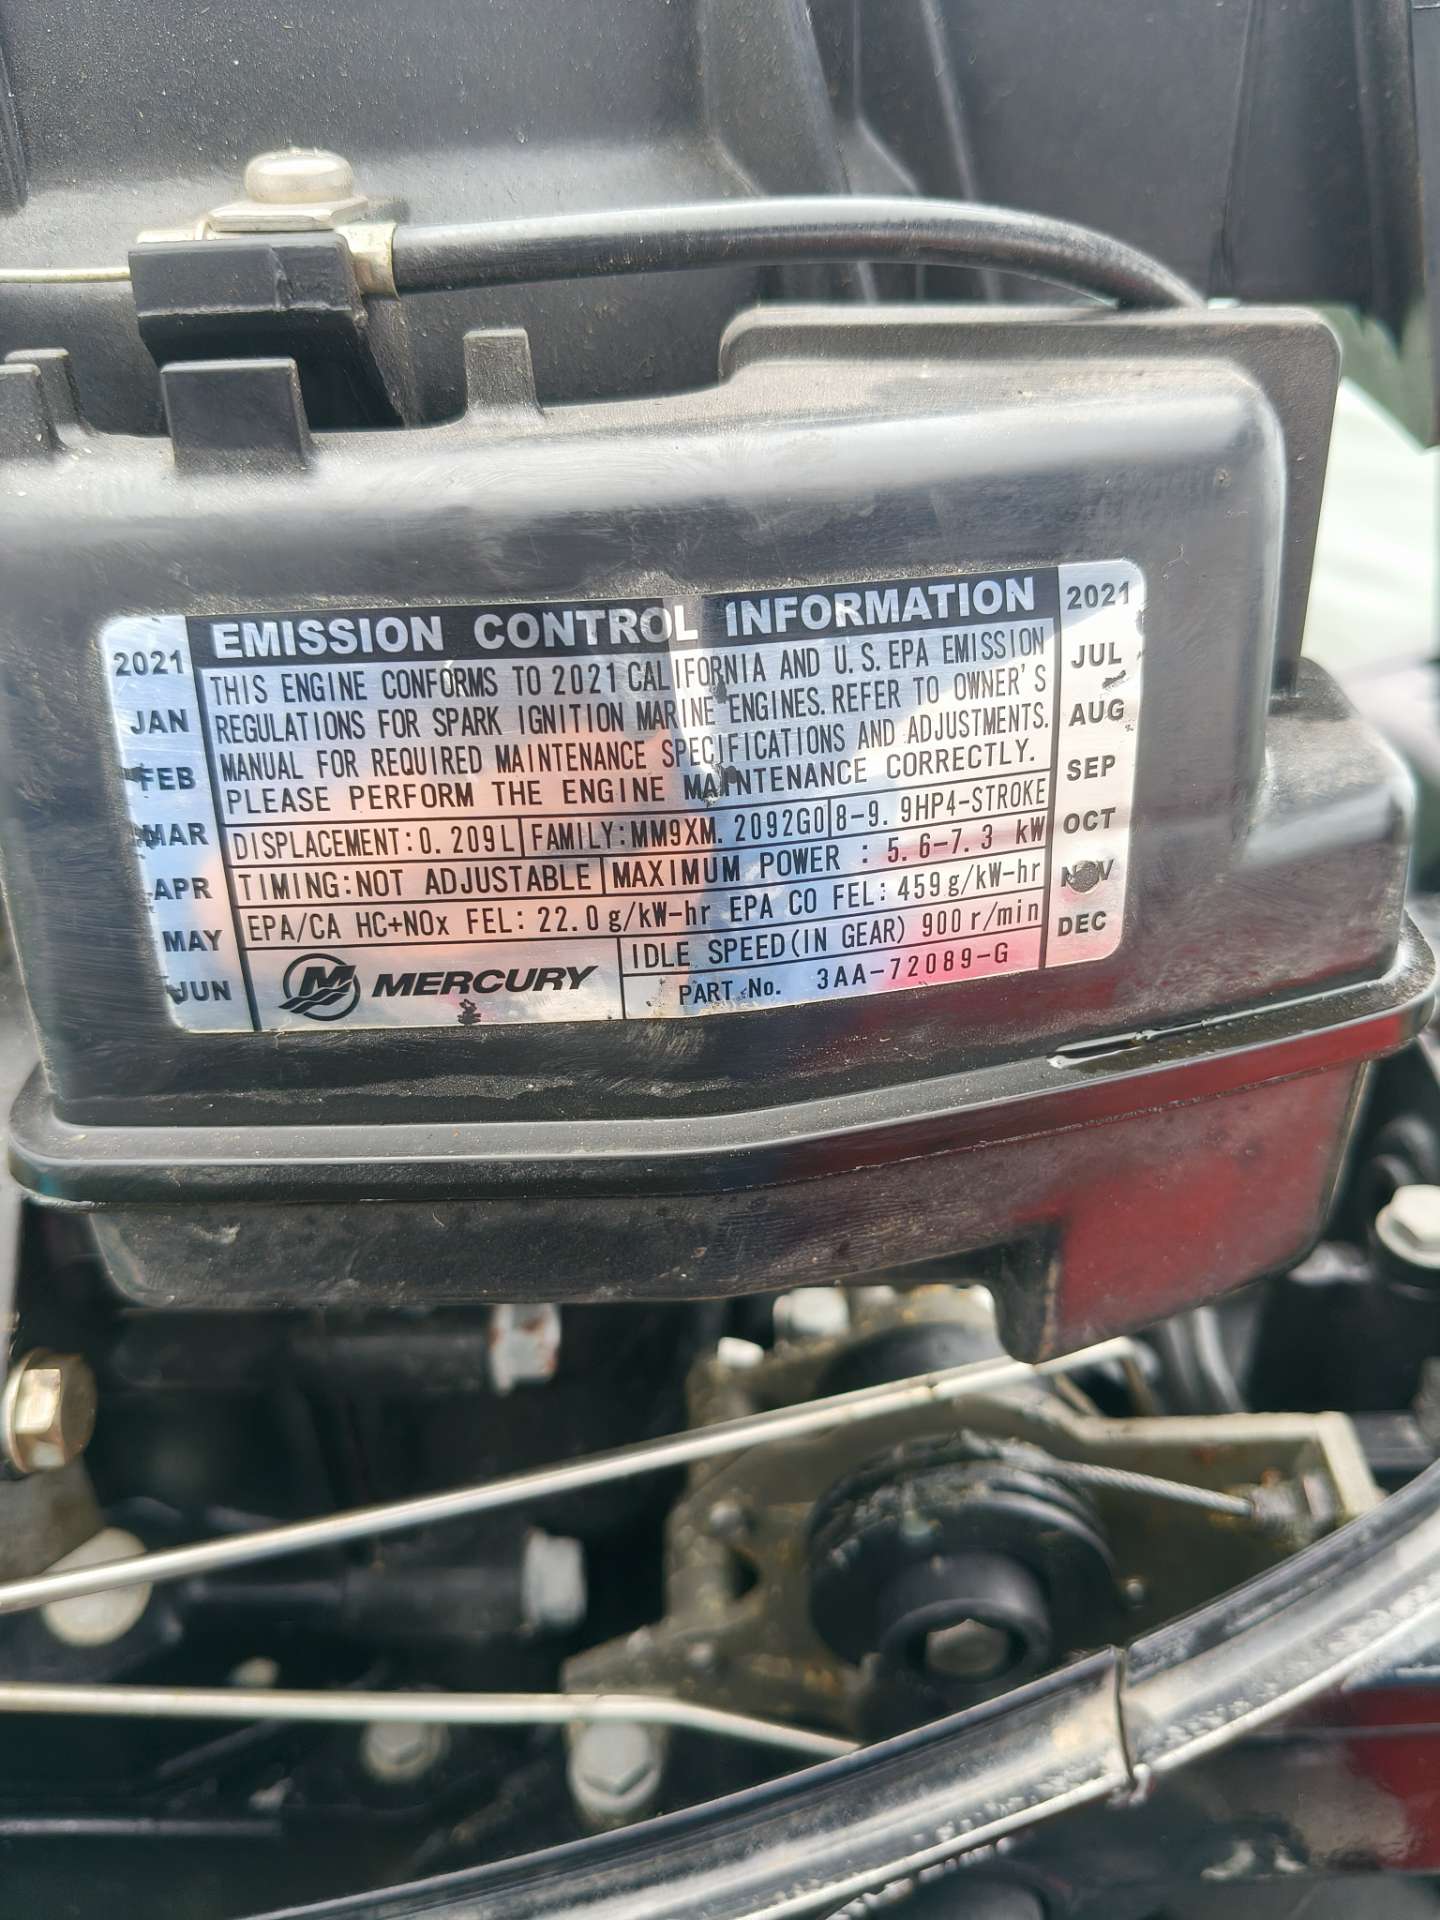 EMISSION CONTROL INFORMATION
2021
JAN
FEB
MAR
APR
MAY
JUN
THIS ENGINE CONFORMS TO 2021 CALIFORNIA AND U.S. EPA EMISSION
REGULATIONS FOR SPARK IGNITION MARINE ENGINES. REFER TO OWNER'S
MANUAL FOR REQUIRED MAINTENANCE SPECIFICATIONS AND ADJUSTMENTS.
PLEASE PERFORM THE ENGINE MAINTENANCE CORRECTLY.
DISPLACEMENT:0.209L FAMILY:MM9XM.2092G0 8-9.9HP4-STROKE
TIMING:NOT ADJUSTABLE MAXIMUM POWER : 5.6-7.3 kW
EPA/CA HC+NOx FEL: 22.0 g/kW-hr EPA CO FEL: 459 g/kW-hr
MERCURY IDLE SPEED(IN GEAR) 900 r/min
PART No. 3AA-72089-G
2021
JUL
AUG
SEP
OCT
NOV
DEC